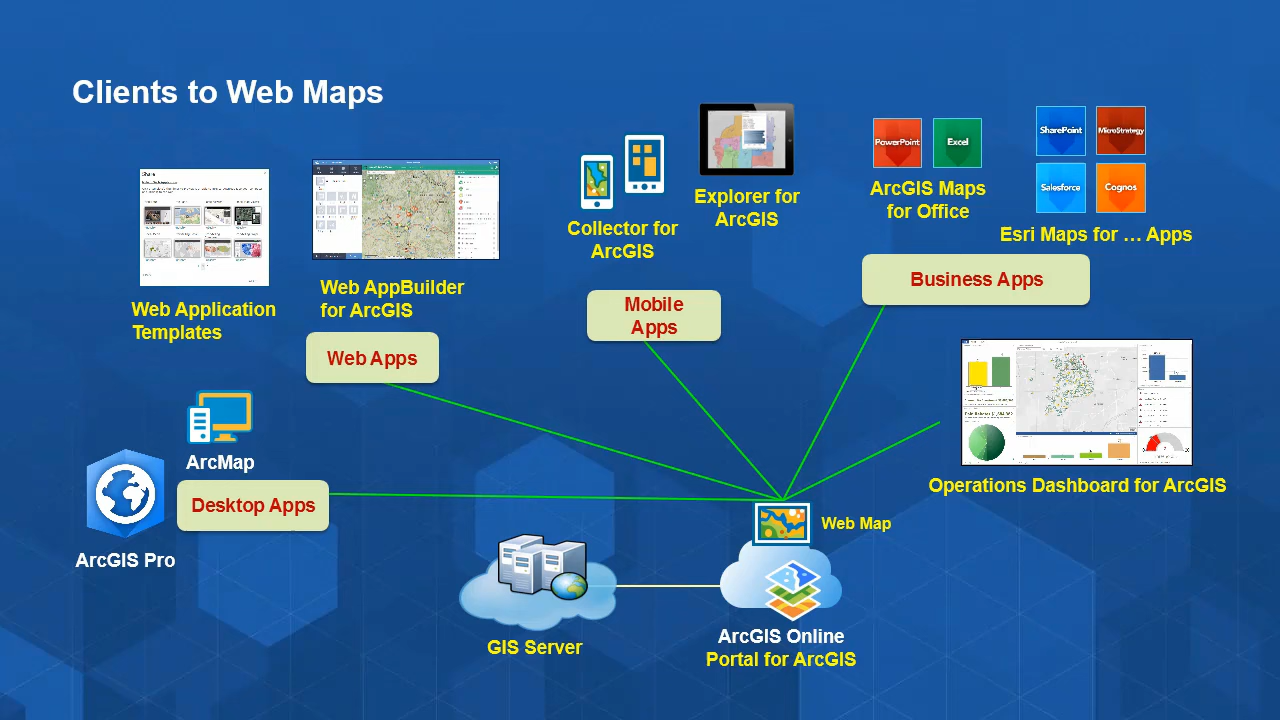 Clients to Web Maps
Share
Web Application
Templates
Web AppBuilder
for ArcGIS
Web Apps
Collector for
ArcGIS
Explorer for
ArcGIS
Mobile
Apps
PowerPoint
Excel
ArcGIS Maps
for Office
SharePoint
MicroStrategy
Salesforce
Cognos
Esri Maps for … Apps
Business Apps
Operations Dashboard for ArcGIS
ArcMap
Desktop Apps
ArcGIS Pro
Web Map
GIS Server
ArcGIS Online
Portal for ArcGIS